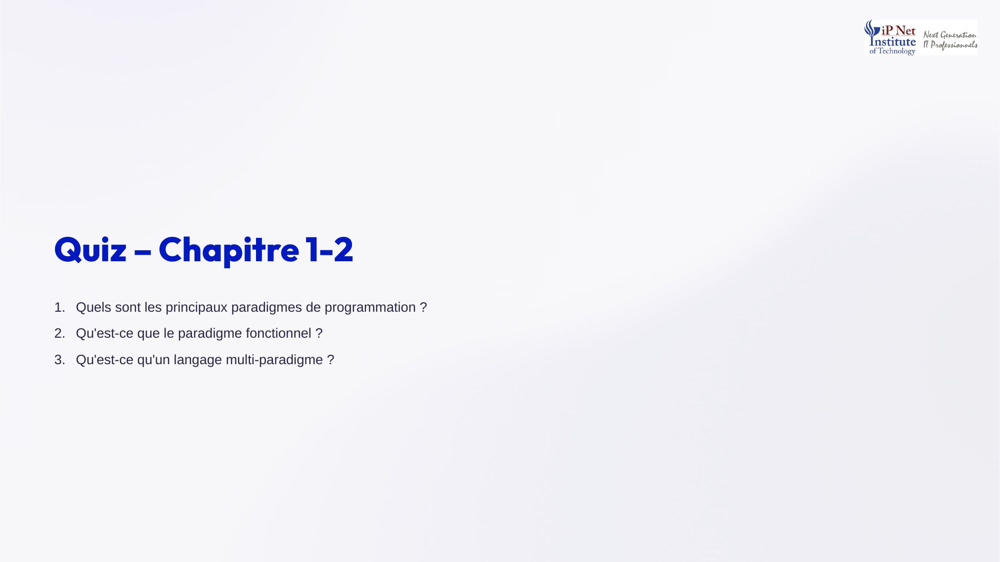 iP Net
Institute
of Technology
Next Generation
IT Professionnels
Quiz – Chapitre 1-2
1. Quels sont les principaux paradigmes de programmation ?
2. Qu'est-ce que le paradigme fonctionnel ?
3. Qu'est-ce qu'un langage multi-paradigme ?